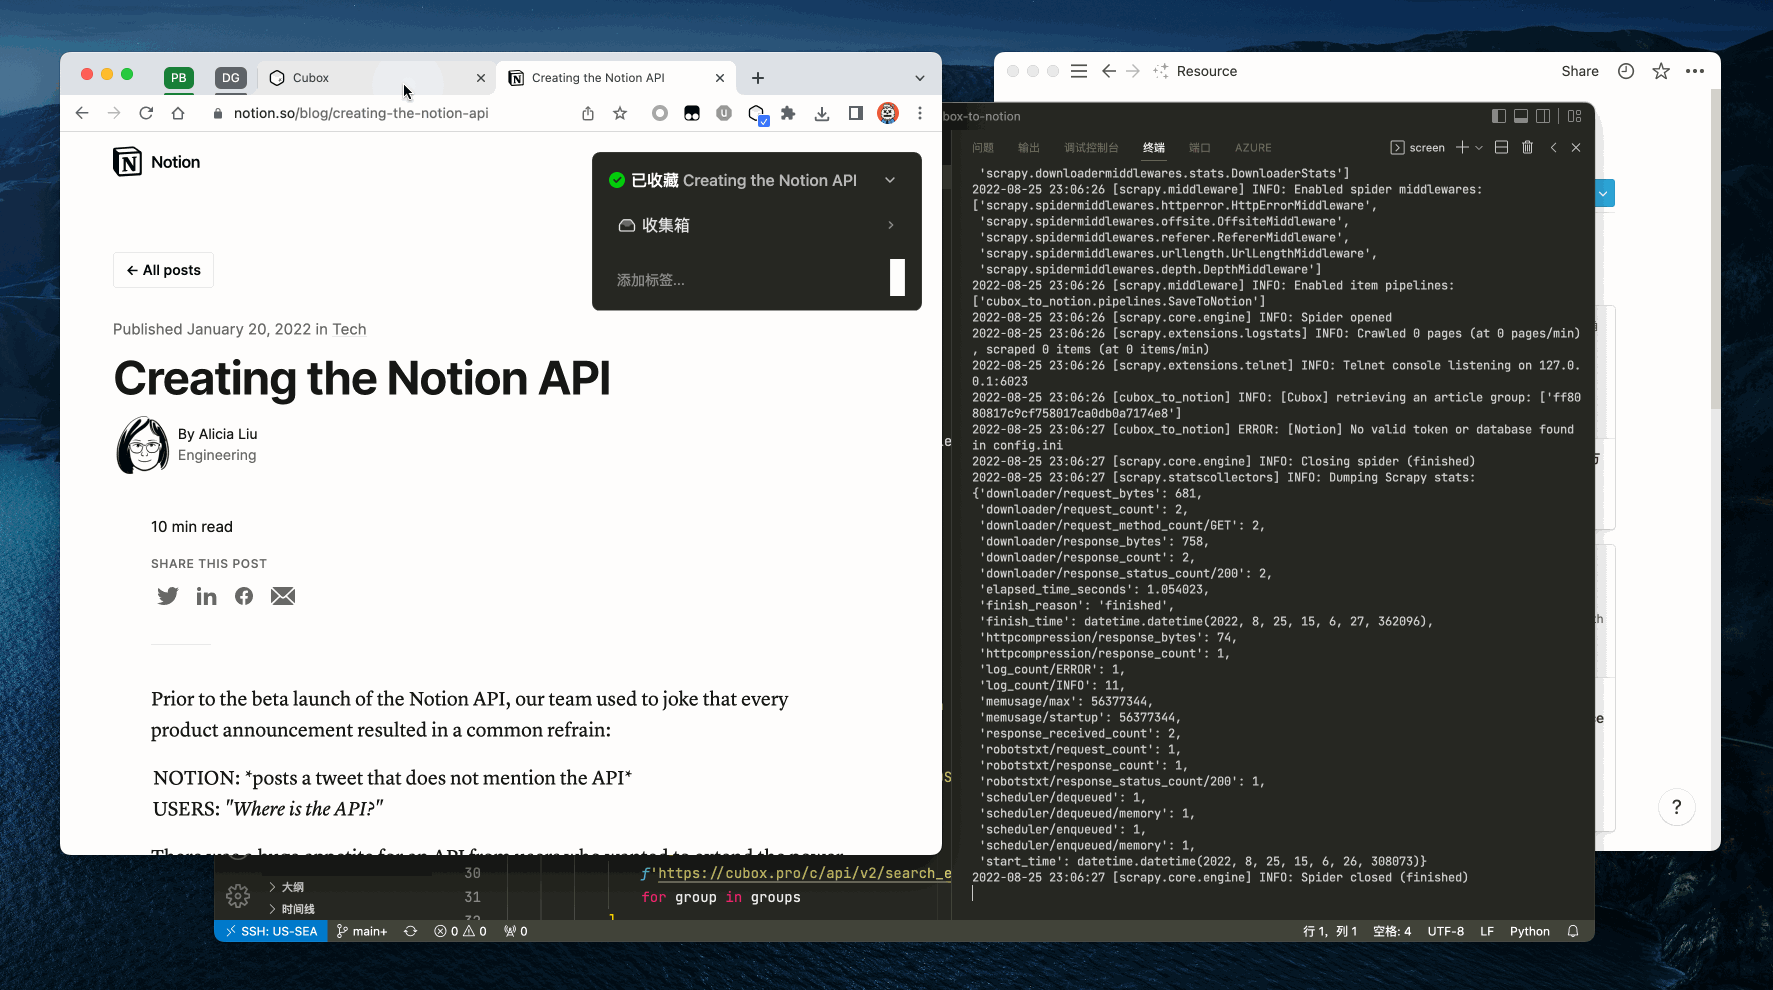 PB
DG
Cubox
Creating the Notion API
notion.so/blog/creating-the-notion-api
Notion
已收藏 Creating the Notion API
收集箱
添加标签...
← All posts
Published January 20, 2022 in Tech
Creating the Notion API
By Alicia Liu
Engineering
10 min read
SHARE THIS POST
Prior to the beta launch of the Notion API, our team used to joke that every
product announcement resulted in a common refrain:
NOTION: *posts a tweet that does not mention the API*
USERS: "Where is the API?"
There was a huge appetite for an API from users who wanted to extend the power
Resource
Share
box-to-notion
问题
输出
调试控制台
终端
端口
AZURE
screen
'scrapy.downloadermiddlewares.stats.DownloaderStats']
2022-08-25 23:06:26 [scrapy.middleware] INFO: Enabled spider middlewares:
['scrapy.spidermiddlewares.httperror.HttpErrorMiddleware',
'scrapy.spidermiddlewares.offsite.OffsiteMiddleware',
'scrapy.spidermiddlewares.referer.RefererMiddleware',
'scrapy.spidermiddlewares.urllength.UrlLengthMiddleware',
'scrapy.spidermiddlewares.depth.DepthMiddleware']
2022-08-25 23:06:26 [scrapy.middleware] INFO: Enabled item pipelines:
['cubox_to_notion.pipelines.SaveToNotion']
2022-08-25 23:06:26 [scrapy.core.engine] INFO: Spider opened
2022-08-25 23:06:26 [scrapy.extensions.logstats] INFO: Crawled 0 pages (at 0 pages/min)
, scraped 0 items (at 0 items/min)
2022-08-25 23:06:26 [scrapy.extensions.telnet] INFO: Telnet console listening on 127.0.
0.1:6023
2022-08-25 23:06:26 [cubox_to_notion] INFO: [Cubox] retrieving an article group: ['ff80
80817c9cf758017ca0db0a7174e8']
2022-08-25 23:06:27 [cubox_to_notion] ERROR: [Notion] No valid token or database found
in config.ini
2022-08-25 23:06:27 [scrapy.core.engine] INFO: Closing spider (finished)
2022-08-25 23:06:27 [scrapy.statscollectors] INFO: Dumping Scrapy stats:
{'downloader/request_bytes': 681,
'downloader/request_count': 2,
'downloader/request_method_count/GET': 2,
'downloader/response_bytes': 758,
'downloader/response_count': 2,
'downloader/response_status_count/200': 2,
'elapsed_time_seconds': 1.054023,
'finish_reason': 'finished',
'finish_time': datetime.datetime(2022, 8, 25, 15, 6, 27, 362096),
'httpcompression/response_bytes': 74,
'httpcompression/response_count': 1,
'log_count/ERROR': 1,
'log_count/INFO': 11,
'memusage/max': 56377344,
'memusage/startup': 56377344,
'response_received_count': 2,
'robotstxt/request_count': 1,
'robotstxt/response_count': 1,
'robotstxt/response_status_count/200': 1,
'scheduler/dequeued': 1,
'scheduler/dequeued/memory': 1,
'scheduler/enqueued': 1,
'scheduler/enqueued/memory': 1,
'start_time': datetime.datetime(2022, 8, 25, 15, 6, 26, 308073)}
2022-08-25 23:06:27 [scrapy.core.engine] INFO: Spider closed (finished)
大纲
时间线
30 f'https://cubox.pro/c/api/v2/search_e
31 for group in groups
32 ]
SSH: US-SEA
main+
0
0
0
行 1，列 1
空格: 4
UTF-8
LF
Python
?